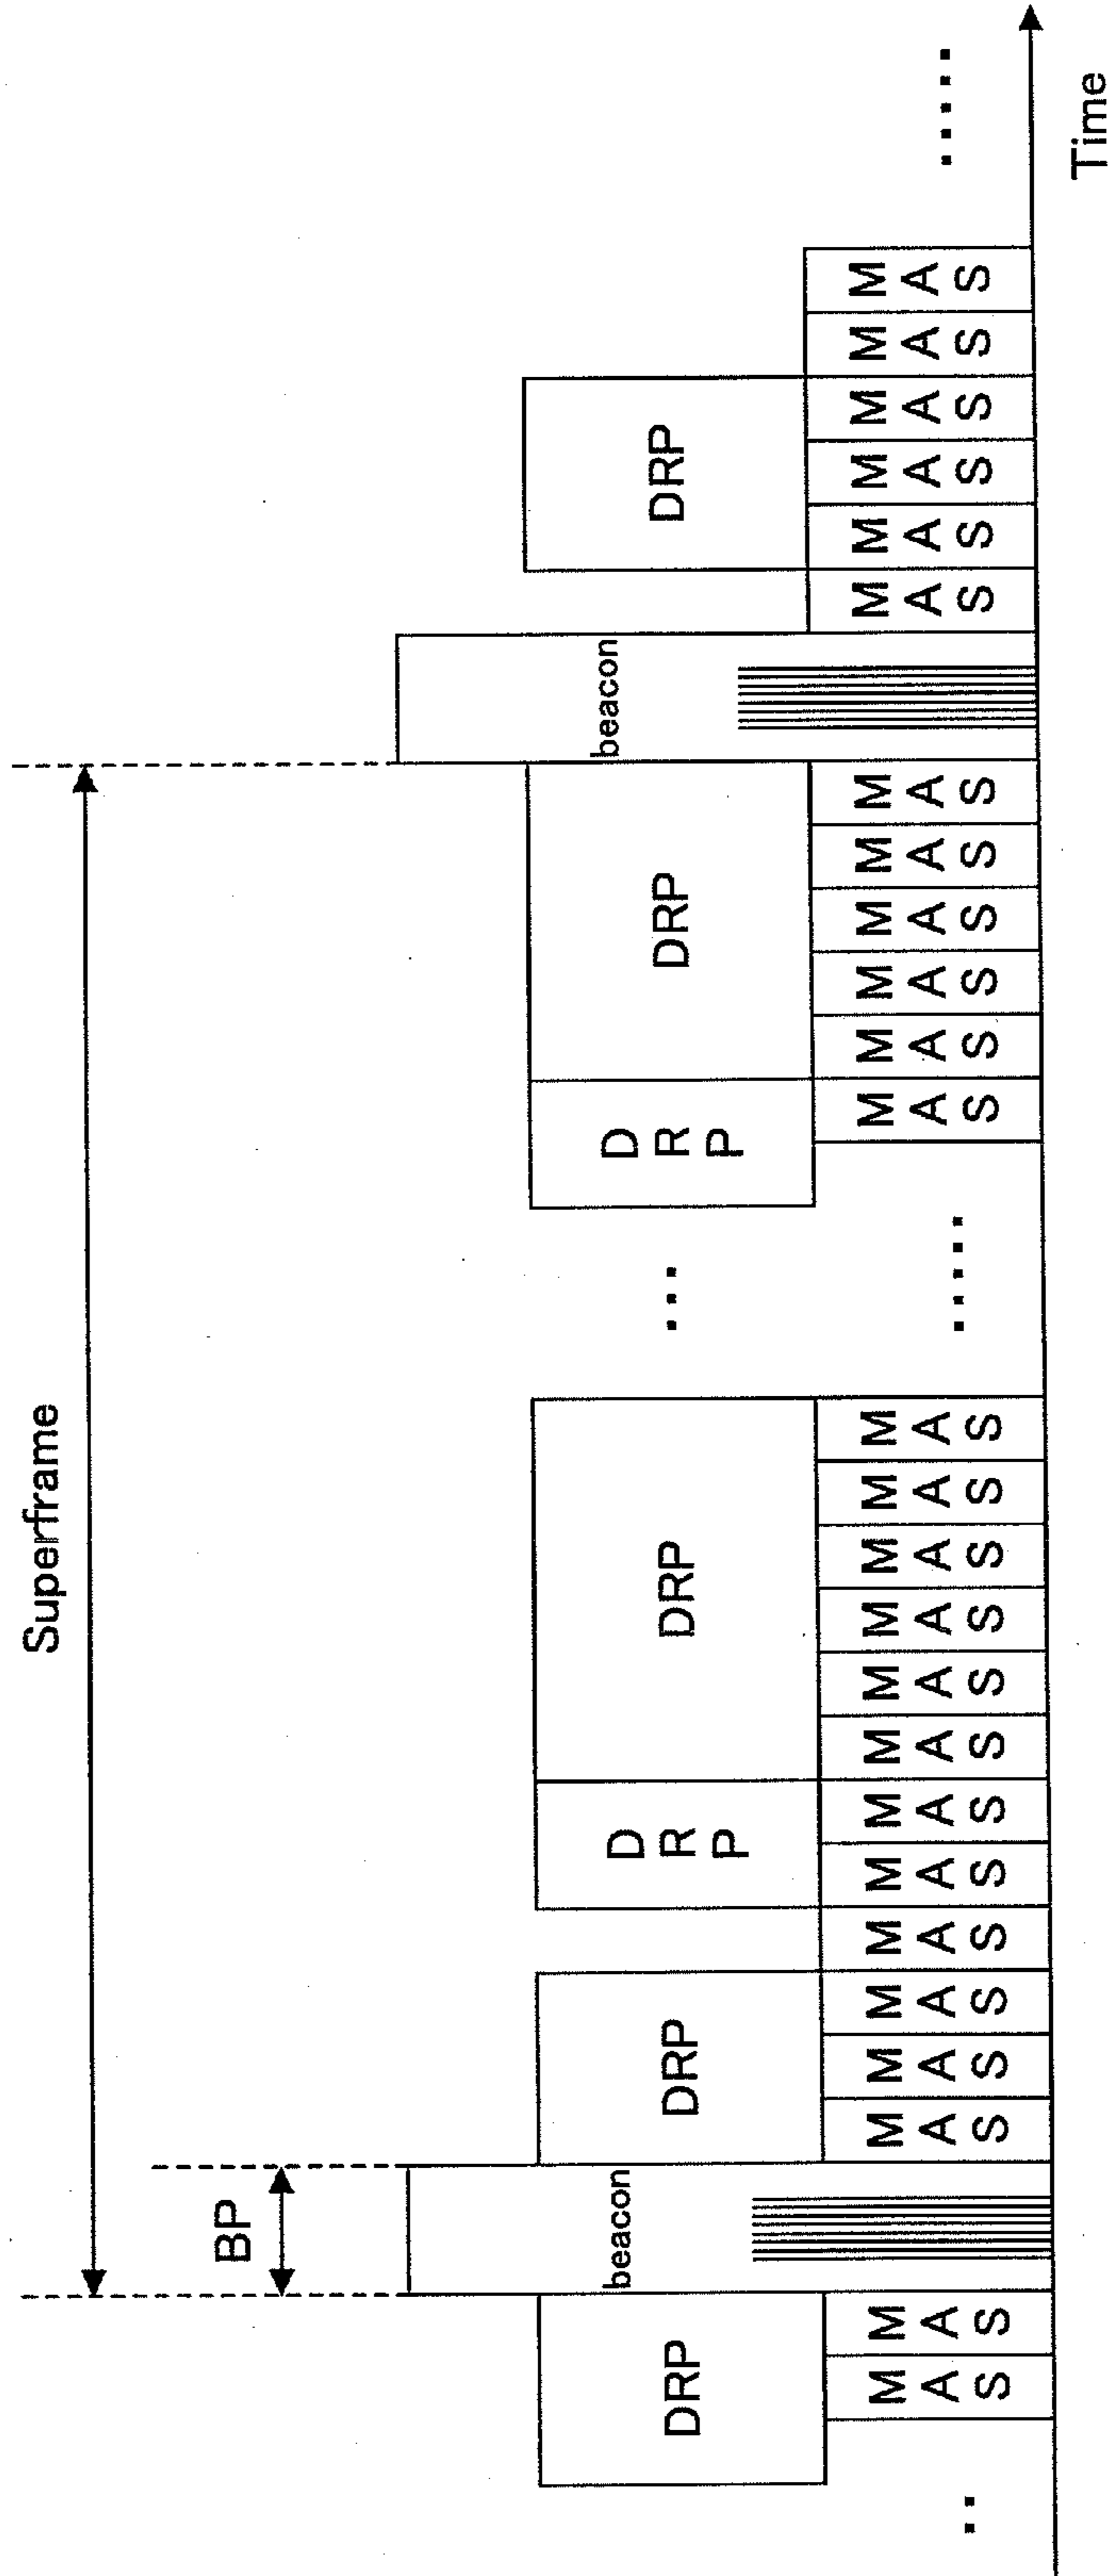 Superframe
BP
DRP beacon DRP DRP DRP ... DRP DRP beacon DRP
.. MAS MAS MAS MAS MAS MAS MAS MAS MAS MAS MAS MAS MAS MAS ..... MAS MAS MAS MAS MAS MAS MAS MAS MAS MAS MAS MAS .....
Time